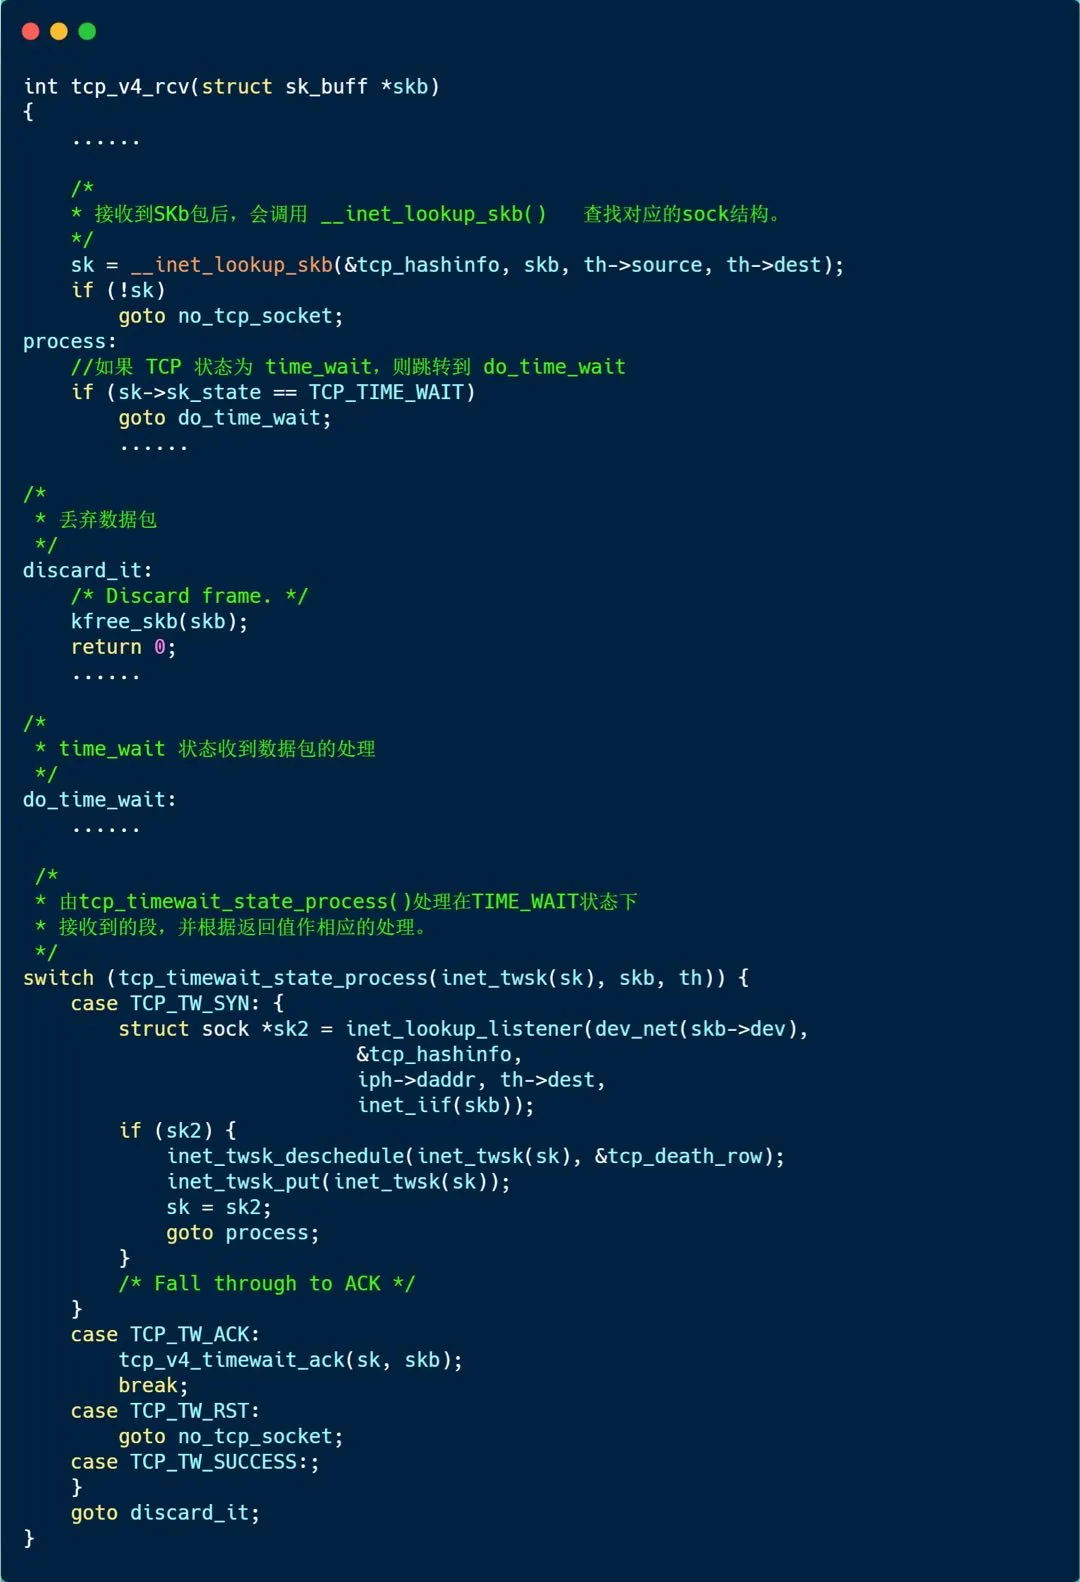 int tcp_v4_rcv(struct sk_buff *skb)
{
    ......

    /*
    * 接收到SKb包后，会调用 __inet_lookup_skb()   查找对应的sock结构。
    */
    sk = __inet_lookup_skb(&tcp_hashinfo, skb, th->source, th->dest);
    if (!sk)
        goto no_tcp_socket;
process:
    //如果 TCP 状态为 time_wait，则跳转到 do_time_wait
    if (sk->sk_state == TCP_TIME_WAIT)
        goto do_time_wait;
        ......

/*
 * 丢弃数据包
 */
discard_it:
    /* Discard frame. */
    kfree_skb(skb);
    return 0;
    ......

/*
 * time_wait 状态收到数据包的处理
 */
do_time_wait:
    ......

 /*
 * 由tcp_timewait_state_process()处理在TIME_WAIT状态下
 * 接收到的段，并根据返回值作相应的处理。
 */
switch (tcp_timewait_state_process(inet_twsk(sk), skb, th)) {
    case TCP_TW_SYN: {
        struct sock *sk2 = inet_lookup_listener(dev_net(skb->dev),
                            &tcp_hashinfo,
                            iph->daddr, th->dest,
                            inet_iif(skb));
        if (sk2) {
            inet_twsk_deschedule(inet_twsk(sk), &tcp_death_row);
            inet_twsk_put(inet_twsk(sk));
            sk = sk2;
            goto process;
        }
        /* Fall through to ACK */
    }
    case TCP_TW_ACK:
        tcp_v4_timewait_ack(sk, skb);
        break;
    case TCP_TW_RST:
        goto no_tcp_socket;
    case TCP_TW_SUCCESS:;
    }
    goto discard_it;
}